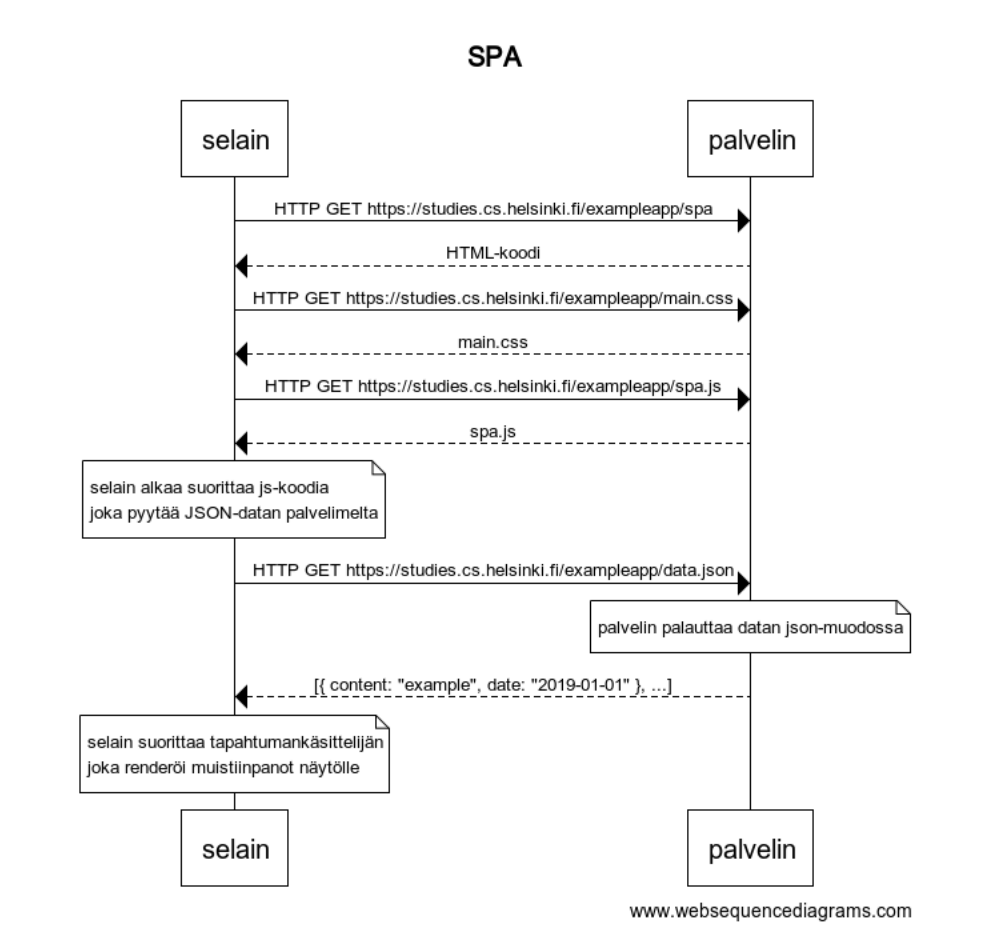 SPA
selain
palvelin
HTTP GET https://studies.cs.helsinki.fi/exampleapp/spa
HTML-koodi
HTTP GET https://studies.cs.helsinki.fi/exampleapp/main.css
main.css
HTTP GET https://studies.cs.helsinki.fi/exampleapp/spa.js
spa.js
selain alkaa suorittaa js-koodia
joka pyytää JSON-datan palvelimelta
HTTP GET https://studies.cs.helsinki.fi/exampleapp/data.json
palvelin palauttaa datan json-muodossa
[{ content: "example", date: "2019-01-01" }, ...]
selain suorittaa tapahtumankäsittelijän
joka renderöi muistiinpanot näytölle
selain
palvelin
www.websequencediagrams.com